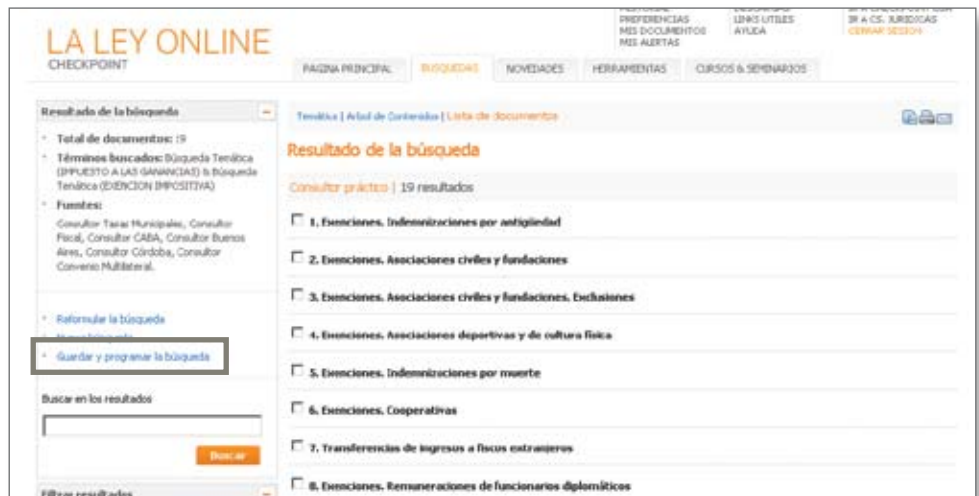 PREFERENCIAS
MIS DOCUMENTOS
MIS ALERTAS
LINKS UTILES
AYUDA
IR A CS. JURIDICAS
CERRAR SESION
LA LEY ONLINE
CHECKPOINT
PAGINA PRINCIPAL
BUSQUEDAS
NOVEDADES
HERRAMIENTAS
CURSOS & SEMINARIOS
Resultado de la búsqueda
Total de documentos: 19
Términos buscados: Búsqueda Temática
(IMPUESTO A LAS GANANCIAS) & Búsqueda
Temática (EXENCION IMPOSITIVA)
Fuentes:
Consultor Tasas Municipales, Consultor
Fiscal, Consultor CABA, Consultor Buenos
Aires, Consultor Córdoba, Consultor
Convenio Multilateral.
Reformular la búsqueda
Nueva búsqueda
Guardar y programar la búsqueda
Buscar en los resultados
Buscar
Filtrar resultados
Temática | Arbol de Contenidos | Lista de documentos
Resultado de la búsqueda
Consultor práctico | 19 resultados
1. Exenciones. Indemnizaciones por antigüedad
2. Exenciones. Asociaciones civiles y fundaciones
3. Exenciones. Asociaciones civiles y fundaciones. Exclusiones
4. Exenciones. Asociaciones deportivas y de cultura física
5. Exenciones. Indemnizaciones por muerte
6. Exenciones. Cooperativas
7. Transferencias de ingresos a fiscos extranjeros
8. Exenciones. Remuneraciones de funcionarios diplomáticos